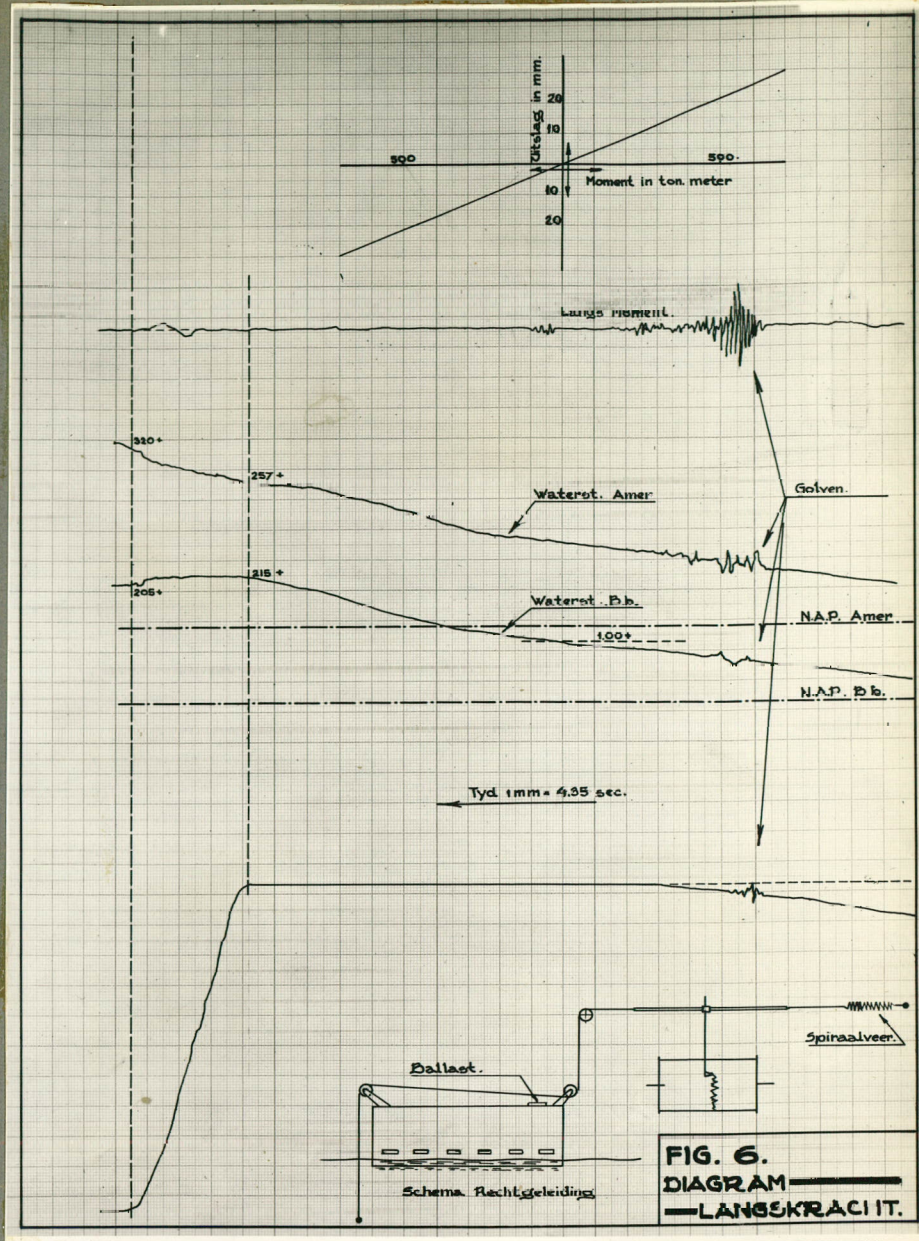 Uitslag in mm.
20
10
500
500.
Moment in ton. meter
10
20
Langs Moment.
320+
257+
Waterst. Amer
Golven.
215+
205+
Waterst. B.b.
N.A.P. Amer
1.00+
N.A.P. B.b.
Tyd 1mm = 4.35 sec.
Spiraalveer.
Ballast.
Schema Rechtgeleiding
FIG. 6.
DIAGRAM
LANGSKRACHT.